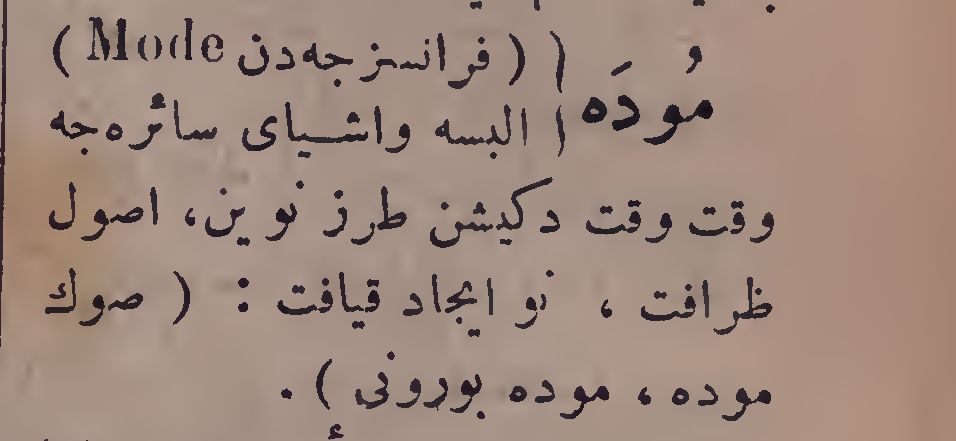 مُودَه ( ( فرانسزجه‌دن Mode )
( البسه واشیای سائره‌جه
وقت وقت دکیشن طرز نوین، اصول
ظرافت ، نو ایجاد قیافت : ( صوك
موده ، موده بورونی ) .